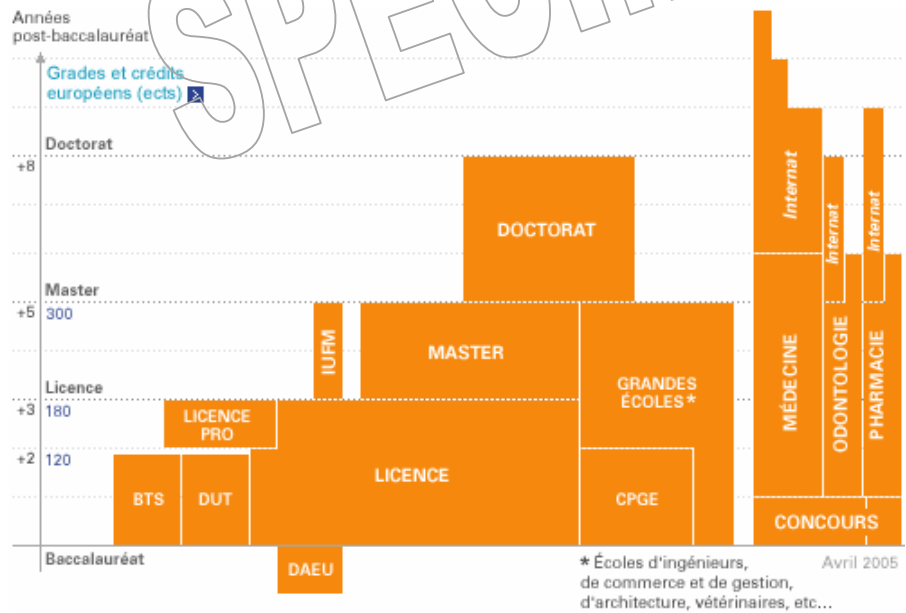 Années
post-baccalauréat
Grades et crédits
européens (ects)
Doctorat
+8
DOCTORAT
Master
+5 300
IUFM
MASTER
GRANDES
ÉCOLES*
Licence
+3 180
LICENCE
PRO
+2 120
BTS
DUT
LICENCE
CPGE
Internat
Internat
Internat
MÉDECINE
ODONTOLOGIE
PHARMACIE
CONCOURS
Baccalauréat
DAEU
* Écoles d'ingénieurs,
de commerce et de gestion,
d'architecture, vétérinaires, etc...
Avril 2005